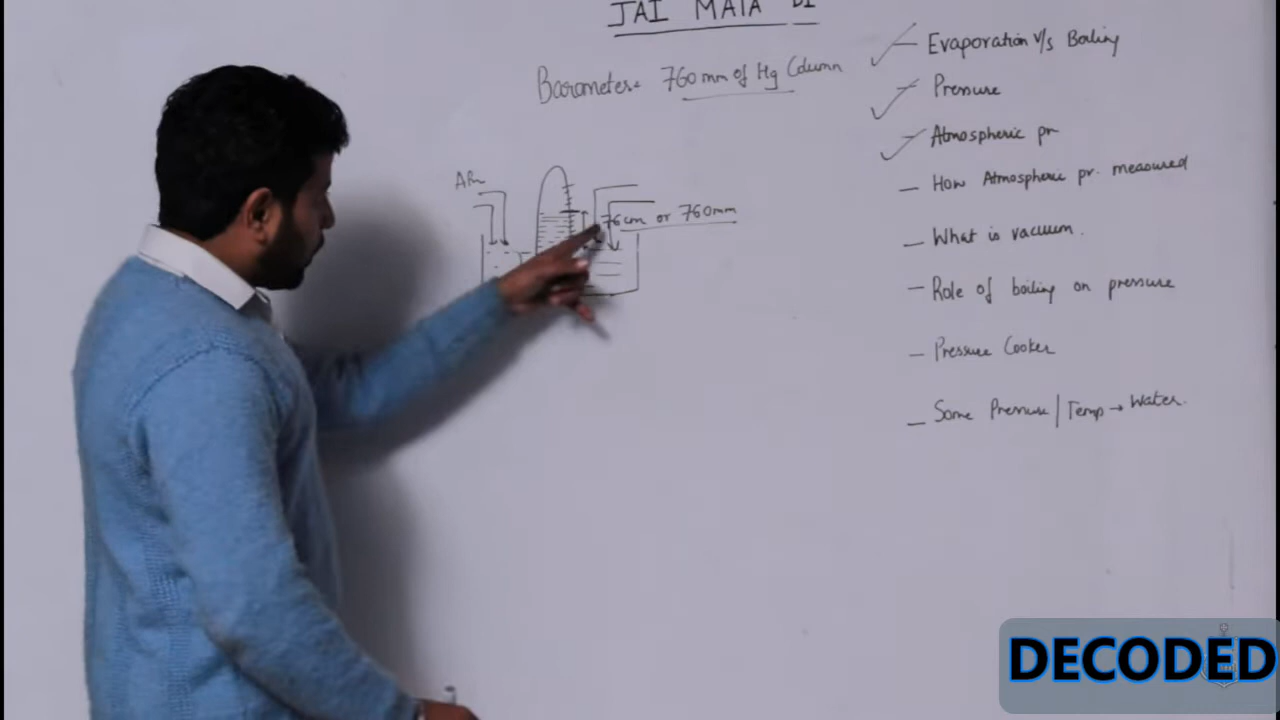 JAI MATA DI
Barometer 760 mm of Hg Column
76cm or 760mm
Evaporation v/s Boiling
Pressure
Atmospheric pr
How Atmospheric pr. measured
What is vacuum.
Role of boiling on pressure
Pressure Cooker
Some Pressure | Temp → Water.
DECODED